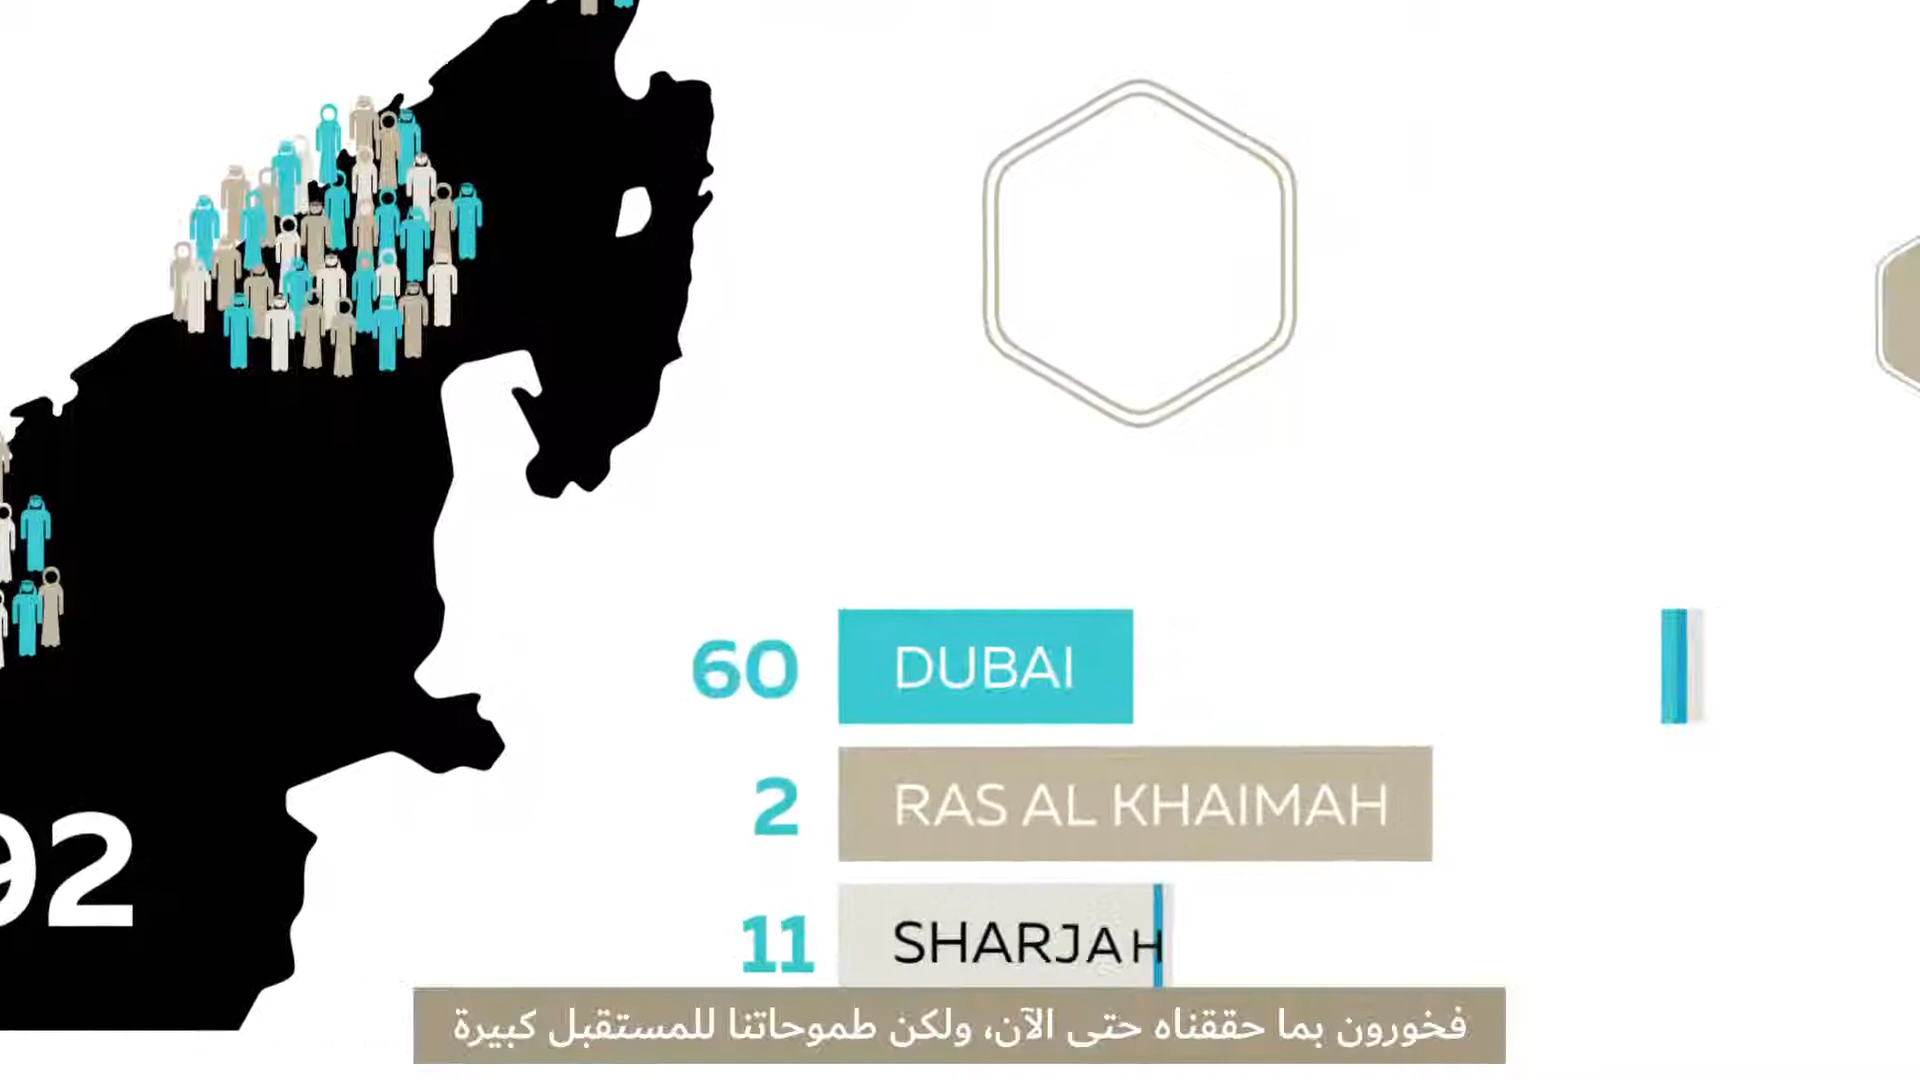 60 DUBAI
2 RAS AL KHAIMAH
11 SHARJAH
92
فخورون بما حققناه حتى الآن، ولكن طموحاتنا للمستقبل كبيرة